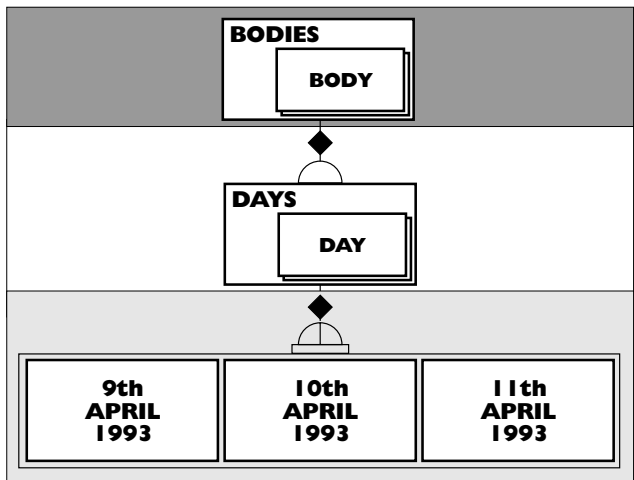 BODIES
BODY
DAYS
DAY
9th
APRIL
1993
10th
APRIL
1993
11th
APRIL
1993